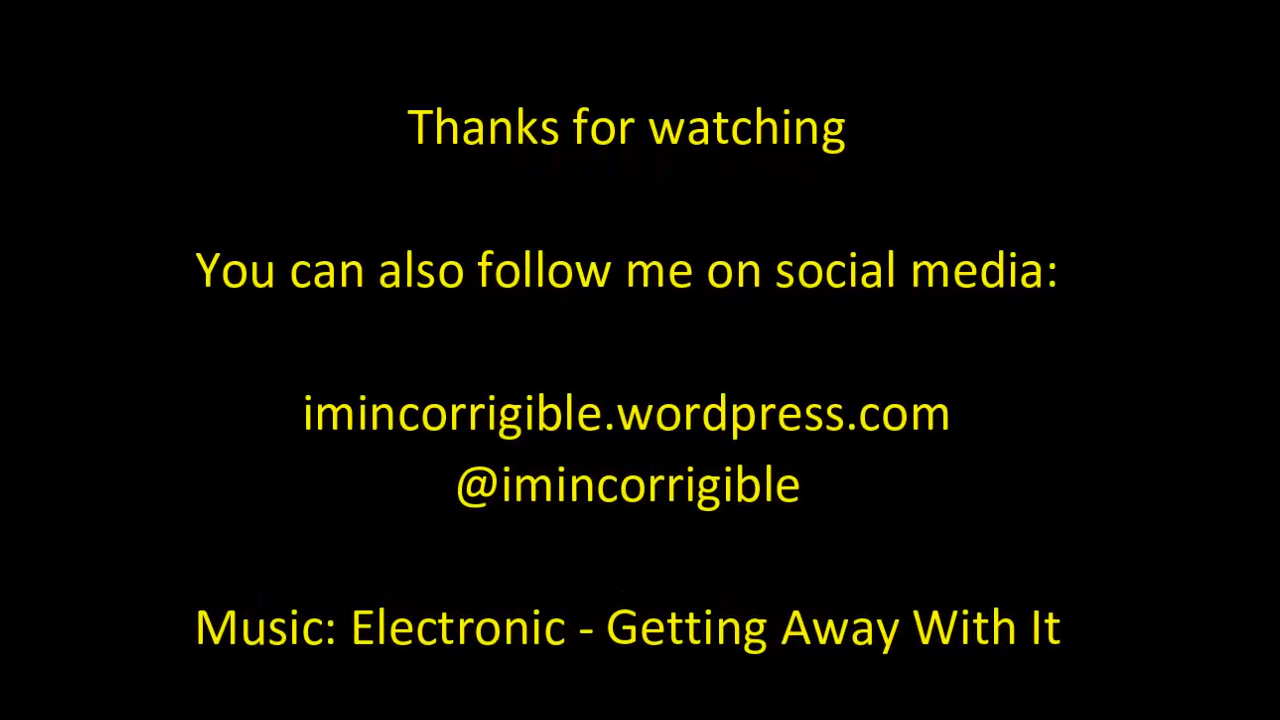 Thanks for watching
You can also follow me on social media:
imincorrigible.wordpress.com
@imincorrigible
Music: Electronic - Getting Away With It